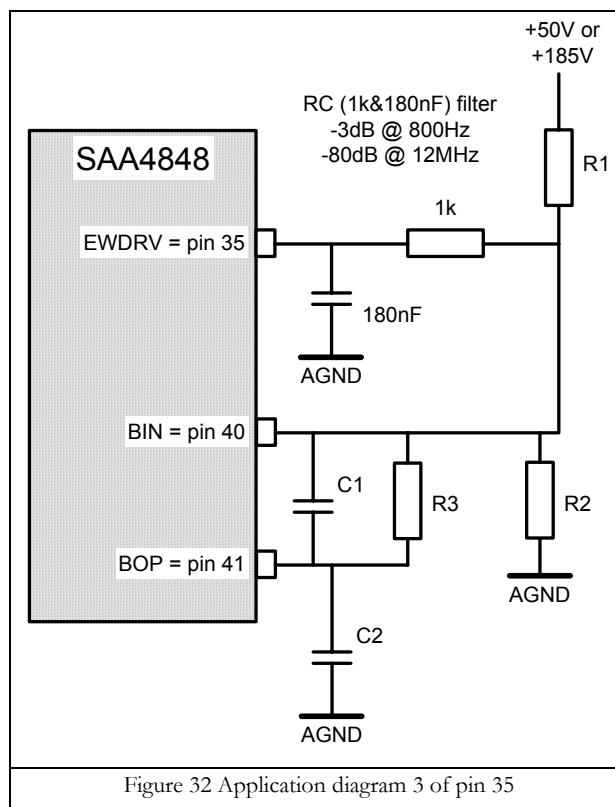 +50V or
+185V
RC (1k&180nF) filter
-3dB @ 800Hz
-80dB @ 12MHz
SAA4848
R1
1k
EWDRV = pin 35
180nF
AGND
BIN = pin 40
C1
R3
R2
BOP = pin 41
AGND
C2
AGND
Figure 32 Application diagram 3 of pin 35